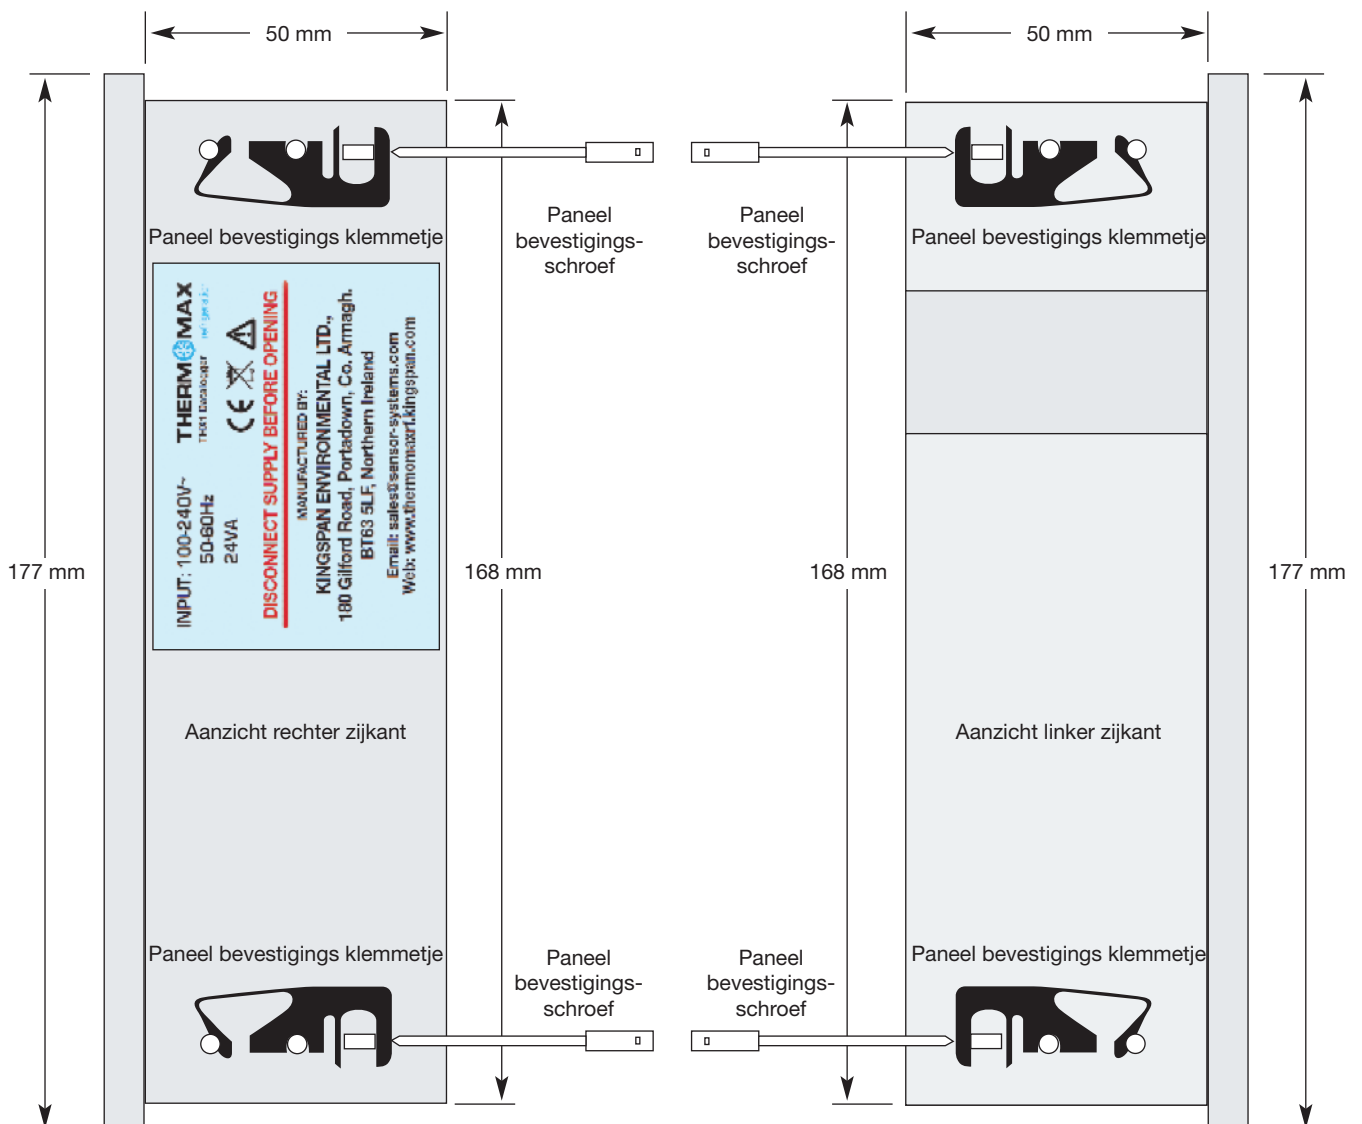 50 mm
50 mm
Paneel
bevestigings-
schroef
Paneel
bevestigings-
schroef
Paneel bevestigings klemmetje
Paneel bevestigings klemmetje
INPUT: 100-240V~
50-60Hz
24VA
THERMOMAX
refrigeration
THX1 Datalogger
CE
DISCONNECT SUPPLY BEFORE OPENING
MANUFACTURED BY:
KINGSPAN ENVIRONMENTAL LTD.,
180 Gilford Road, Portadown, Co. Armagh.
BT63 5LF, Northern Ireland
Email: sales@sensor-systems.com
Web: www.thermomaxrf.kingspan.com
177 mm
168 mm
168 mm
177 mm
Aanzicht rechter zijkant
Aanzicht linker zijkant
Paneel bevestigings klemmetje
Paneel
bevestigings-
schroef
Paneel
bevestigings-
schroef
Paneel bevestigings klemmetje